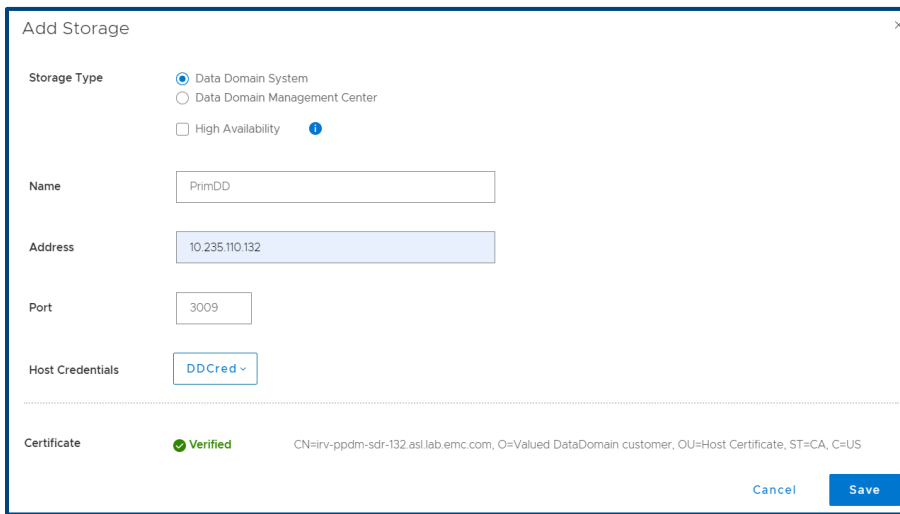 Add Storage
Storage Type
Data Domain System
Data Domain Management Center
High Availability
Name
PrimDD
Address
10.235.110.132
Port
3009
Host Credentials
DDCred
Certificate
Verified
CN=irv-ppdm-sdr-132.asl.lab.emc.com, O=Valued DataDomain customer, OU=Host Certificate, ST=CA, C=US
Cancel
Save